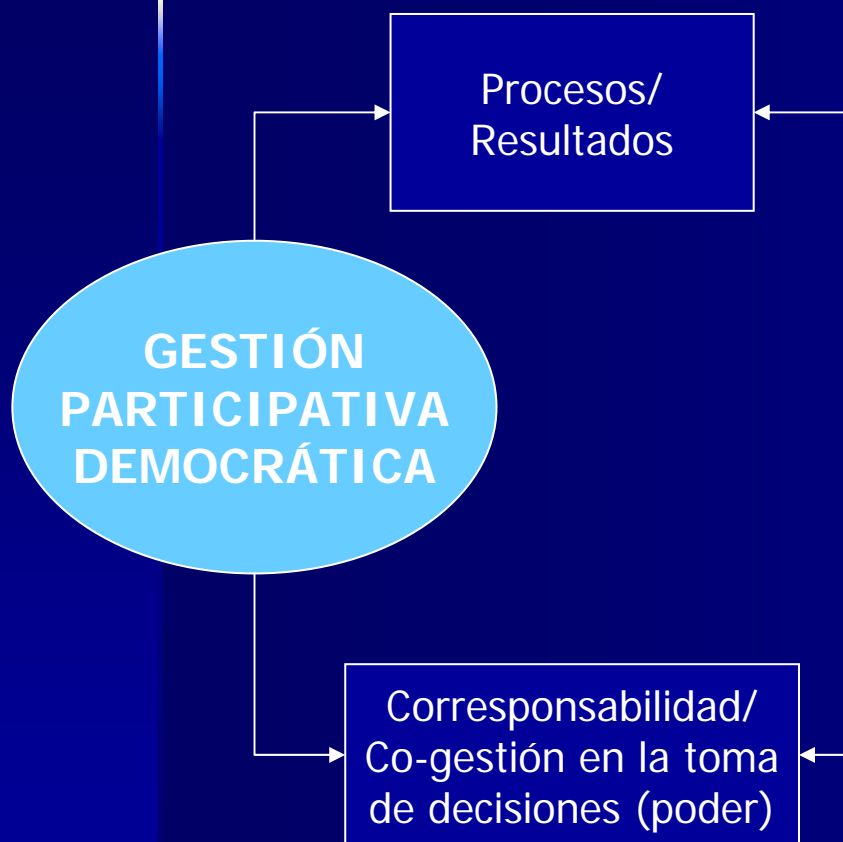 Procesos/
Resultados
GESTIÓN
PARTICIPATIVA
DEMOCRÁTICA
Corresponsabilidad/
Co-gestión en la toma
de decisiones (poder)